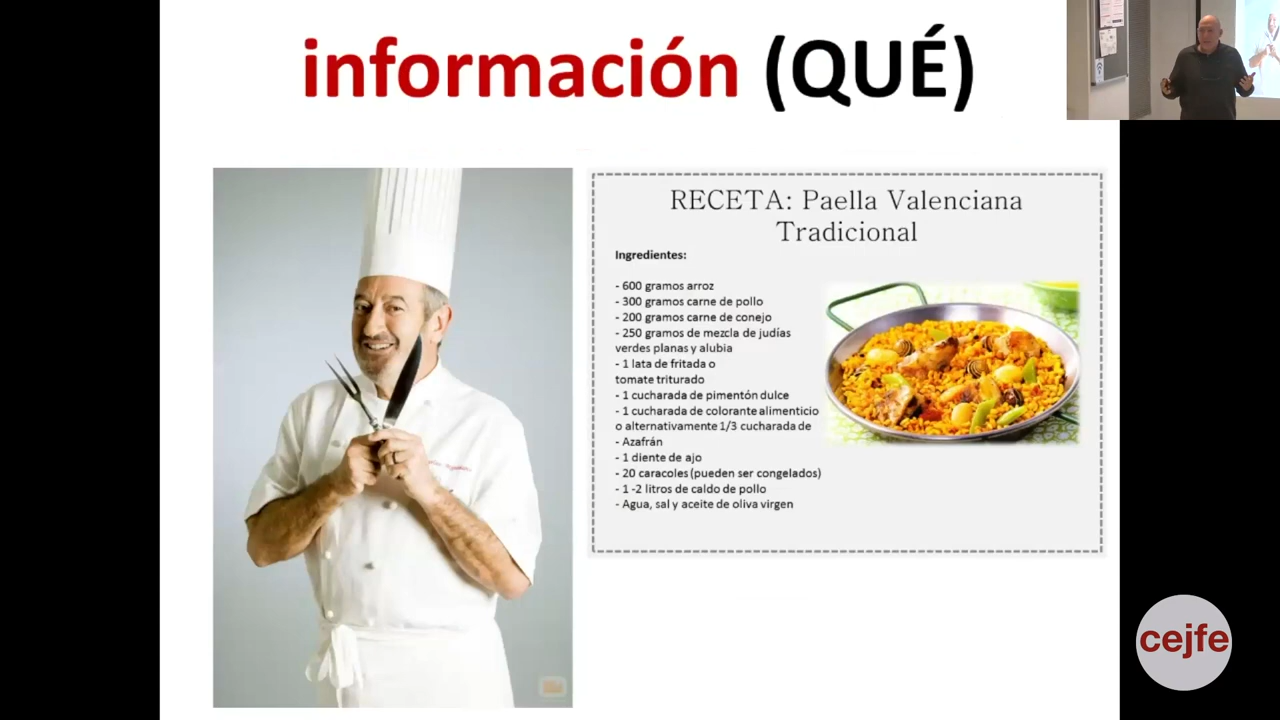 información (QUÉ)
RECETA: Paella Valenciana
Tradicional
Ingredientes:
- 600 gramos arroz
- 300 gramos carne de pollo
- 200 gramos carne de conejo
- 250 gramos de mezcla de judías
verdes planas y alubia
- 1 lata de fritada o
tomate triturado
- 1 cucharada de pimentón dulce
- 1 cucharada de colorante alimenticio
o alternativamente 1/3 cucharada de
- Azafrán
- 1 diente de ajo
- 20 caracoles (pueden ser congelados)
- 1 -2 litros de caldo de pollo
- Agua, sal y aceite de oliva virgen
cejfe